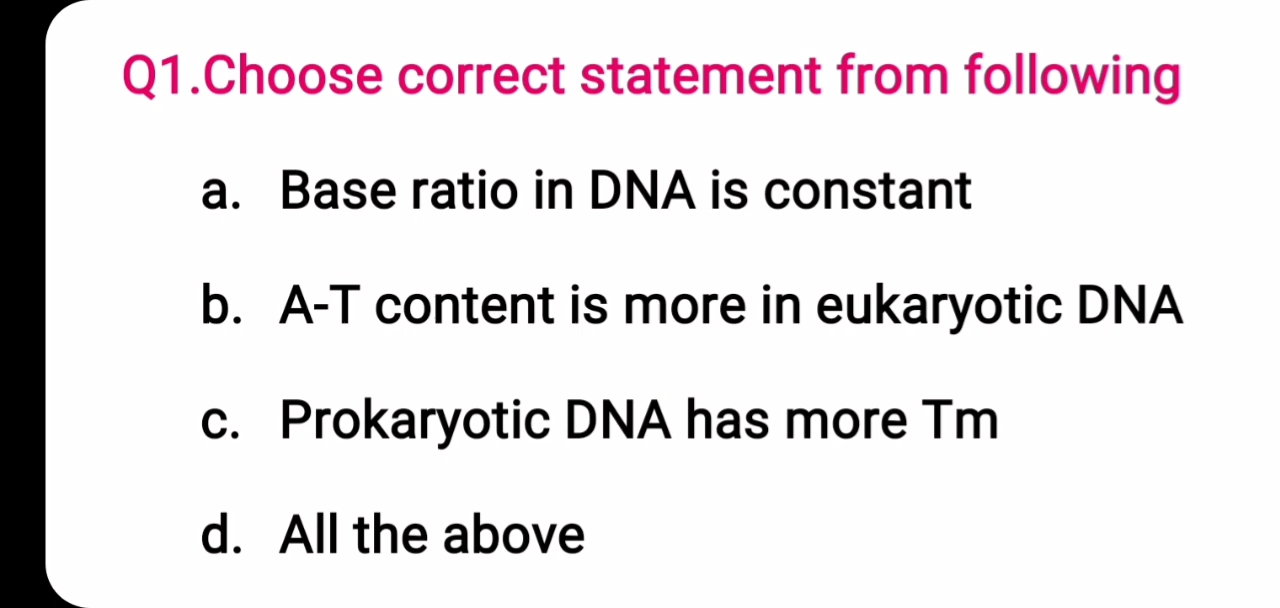 Q1.Choose correct statement from following
a. Base ratio in DNA is constant
b. A-T content is more in eukaryotic DNA
c. Prokaryotic DNA has more Tm
d. All the above